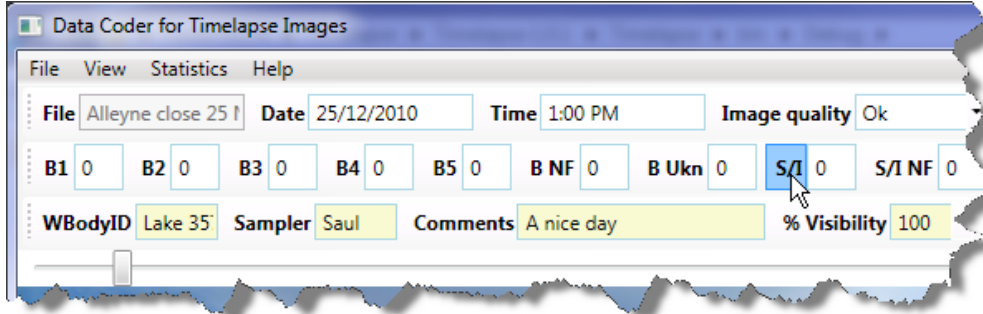 Data Coder for Timelapse Images
File View Statistics Help
File Alleyne close 25 Date 25/12/2010 Time 1:00 PM Image quality Ok
B1 0 B2 0 B3 0 B4 0 B5 0 B NF 0 B Ukn 0 S/I 0 S/I NF 0
WBodyID Lake 35 Sampler Saul Comments A nice day % Visibility 100